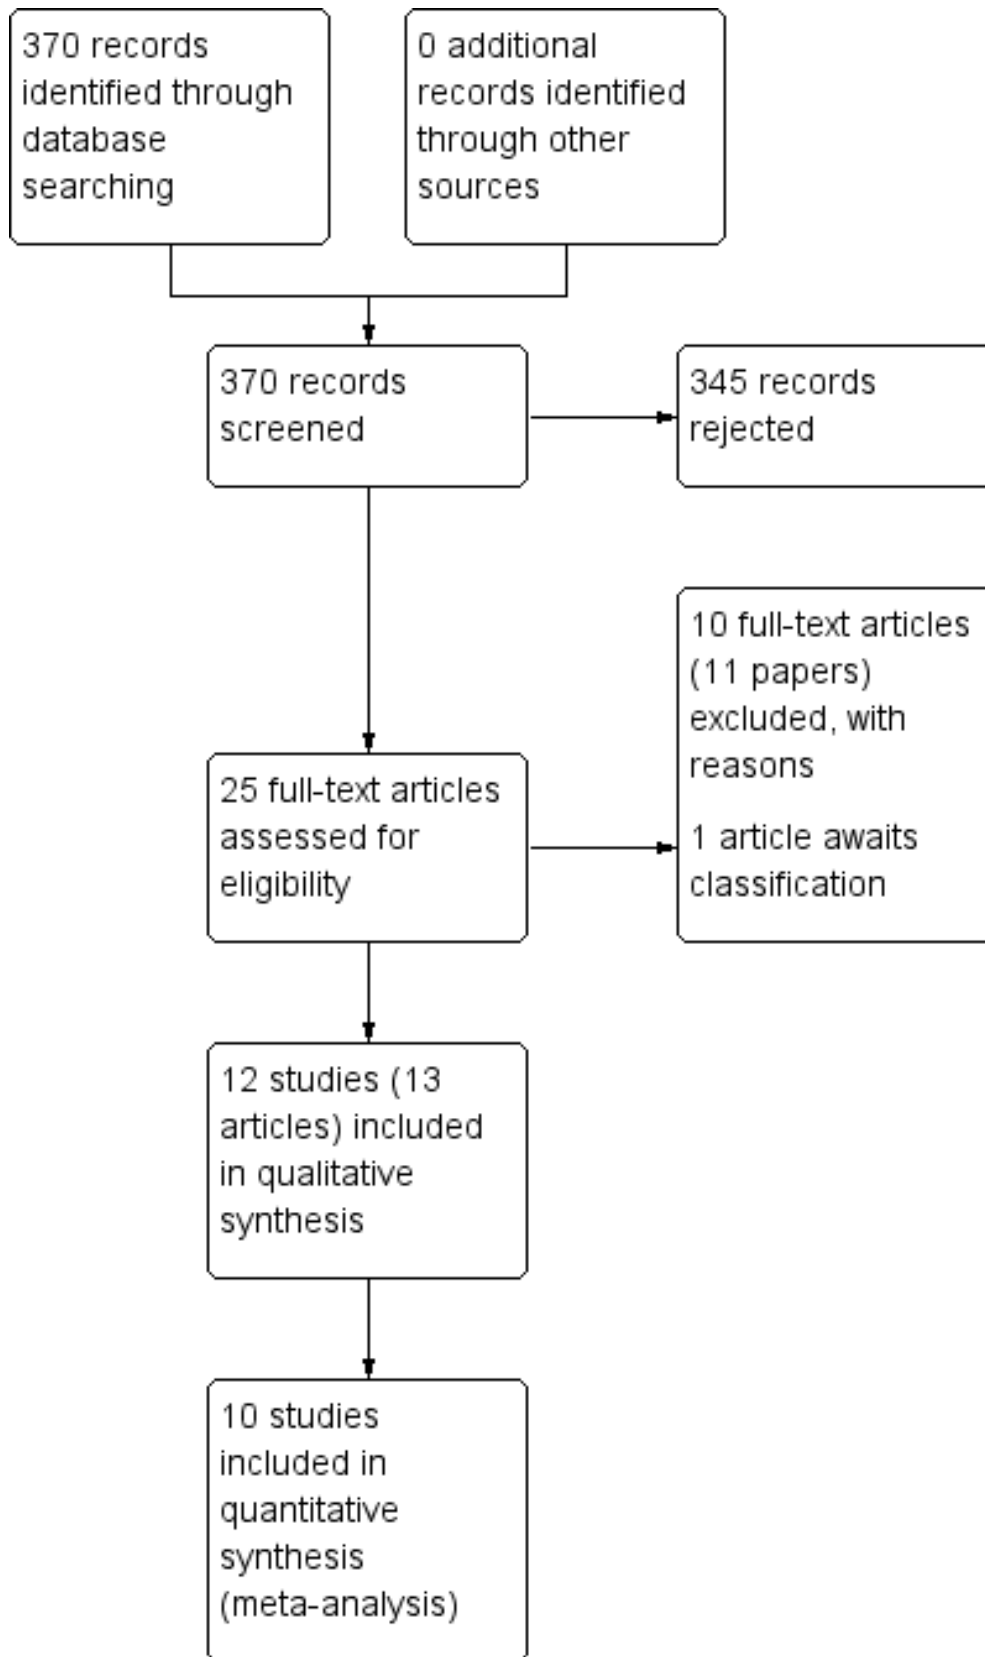 370 records
identified through
database
searching
0 additional
records identified
through other
sources
370 records
screened
345 records
rejected
10 full-text articles
(11 papers)
excluded, with
reasons
1 article awaits
classification
25 full-text articles
assessed for
eligibility
12 studies (13
articles) included
in qualitative
synthesis
10 studies
included in
quantitative
synthesis
(meta-analysis)